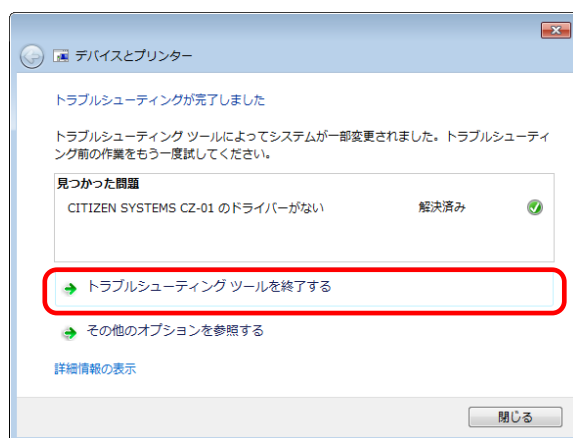 デバイスとプリンター
トラブルシューティングが完了しました
トラブルシューティング ツールによってシステムが一部変更されました。トラブルシューティ
ング前の作業をもう一度試してください。
見つかった問題
CITIZEN SYSTEMS CZ-01 のドライバーがない 解決済み
トラブルシューティング ツールを終了する
その他のオプションを参照する
詳細情報の表示
閉じる